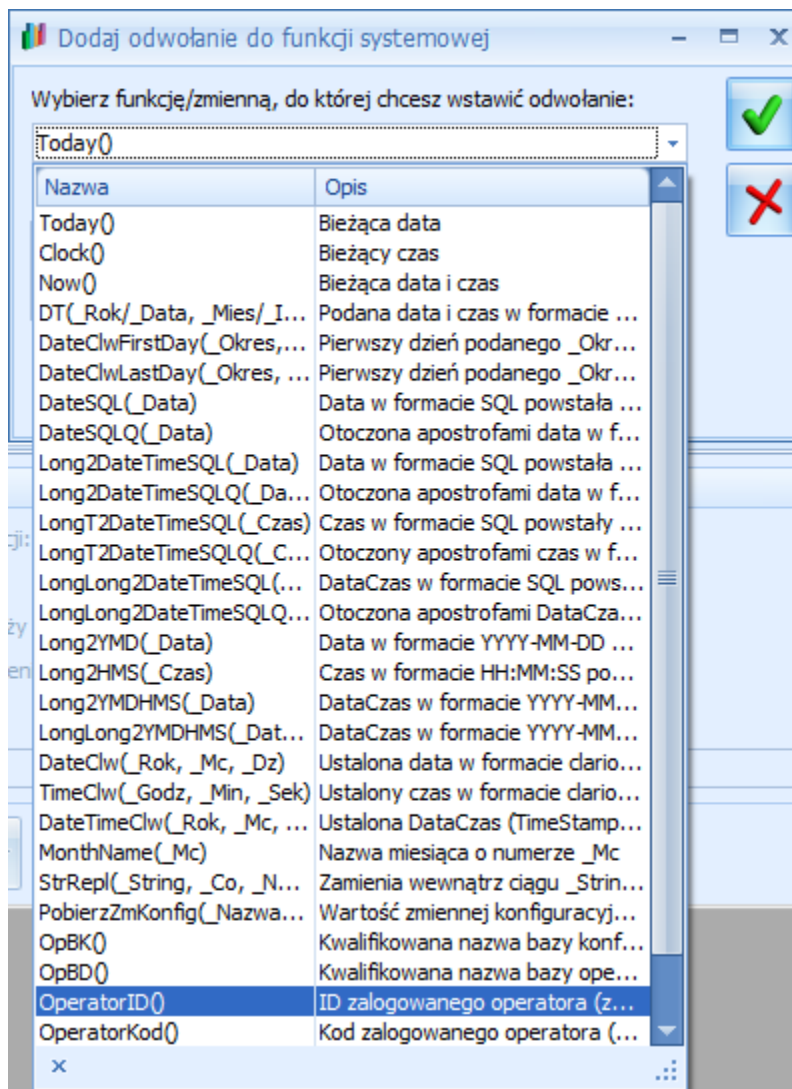 Dodaj odwołanie do funkcji systemowej
Wybierz funkcję/zmienną, do której chcesz wstawić odwołanie:
Today()
Nazwa Opis
Today() Bieżąca data
Clock() Bieżący czas
Now() Bieżąca data i czas
DT(_Rok/_Data, _Mies/_I... Podana data i czas w formacie ...
DateClwFirstDay(_Okres,... Pierwszy dzień podanego _Okr...
DateClwLastDay(_Okres, ... Pierwszy dzień podanego _Okr...
DateSQL(_Data) Data w formacie SQL powstała ...
DateSQLQ(_Data) Otoczona apostrofami data w f...
Long2DateTimeSQL(_Data) Data w formacie SQL powstała ...
Long2DateTimeSQLQ(_Da... Otoczona apostrofami data w f...
LongT2DateTimeSQL(_Czas) Czas w formacie SQL powstały ...
cji:
LongT2DateTimeSQLQ(_C... Otoczony apostrofami czas w f...
LongLong2DateTimeSQL(... DataCzas w formacie SQL pows...
LongLong2DateTimeSQLQ... Otoczona apostrofami DataCza...
ży
Long2YMD(_Data) Data w formacie YYYY-MM-DD ...
en
Long2HMS(_Czas) Czas w formacie HH:MM:SS po...
Long2YMDHMS(_Data) DataCzas w formacie YYYY-MM...
LongLong2YMDHMS(_Dat... DataCzas w formacie YYYY-MM...
DateClw(_Rok, _Mc, _Dz) Ustalona data w formacie clario...
TimeClw(_Godz, _Min, _Sek) Ustalony czas w formacie clario...
DateTimeClw(_Rok, _Mc, ... Ustalona DataCzas (TimeStamp...
MonthName(_Mc) Nazwa miesiąca o numerze _Mc
StrRepl(_String, _Co, _N... Zamienia wewnątrz ciągu _Strin...
PobierzZmKonfig(_Nazwa... Wartość zmiennej konfiguracyj...
OpBK() Kwalifikowana nazwa bazy konf...
OpBD() Kwalifikowana nazwa bazy ope...
OperatorID() ID zalogowanego operatora (z...
OperatorKod() Kod zalogowanego operatora (...